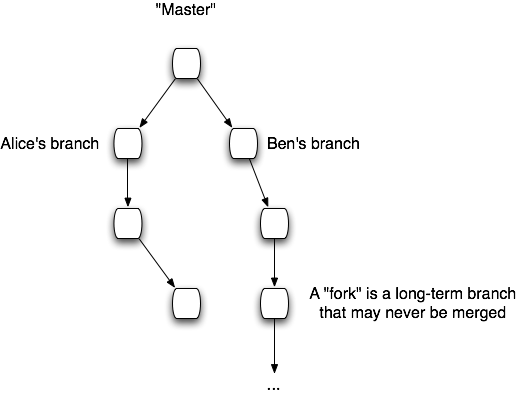 "Master"
Alice's branch
Ben's branch
A "fork" is a long-term branch
that may never be merged
...